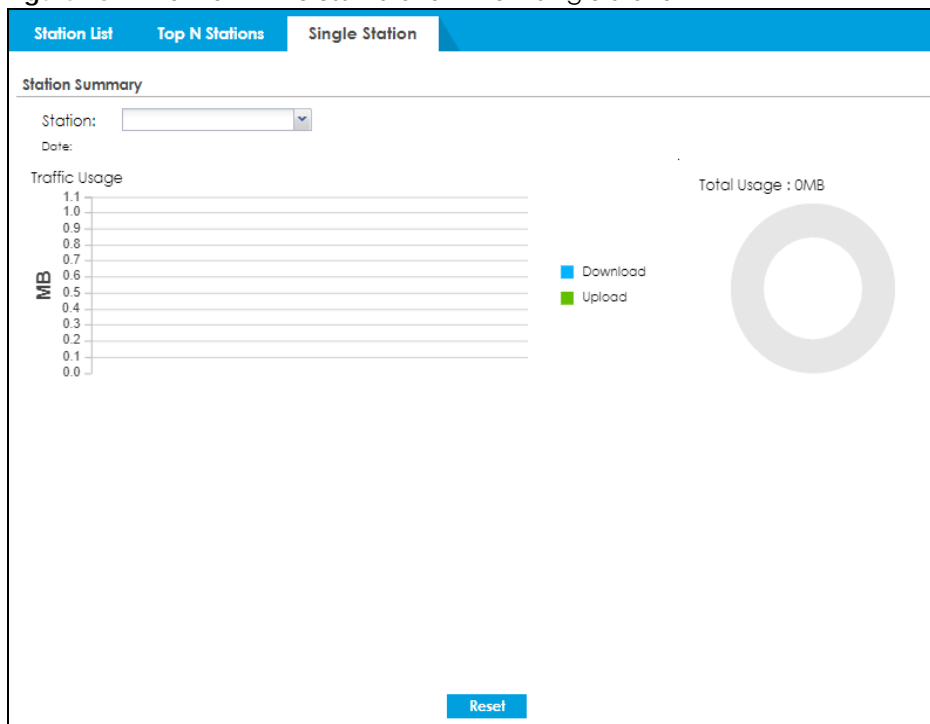 Station List
Top N Stations
Single Station
Station Summary
Station:
Date:
Traffic Usage
Total Usage : 0MB
1.1
1.0
0.9
0.8
0.7
0.6
0.5
0.4
0.3
0.2
0.1
0.0
MB
Download
Upload
Reset